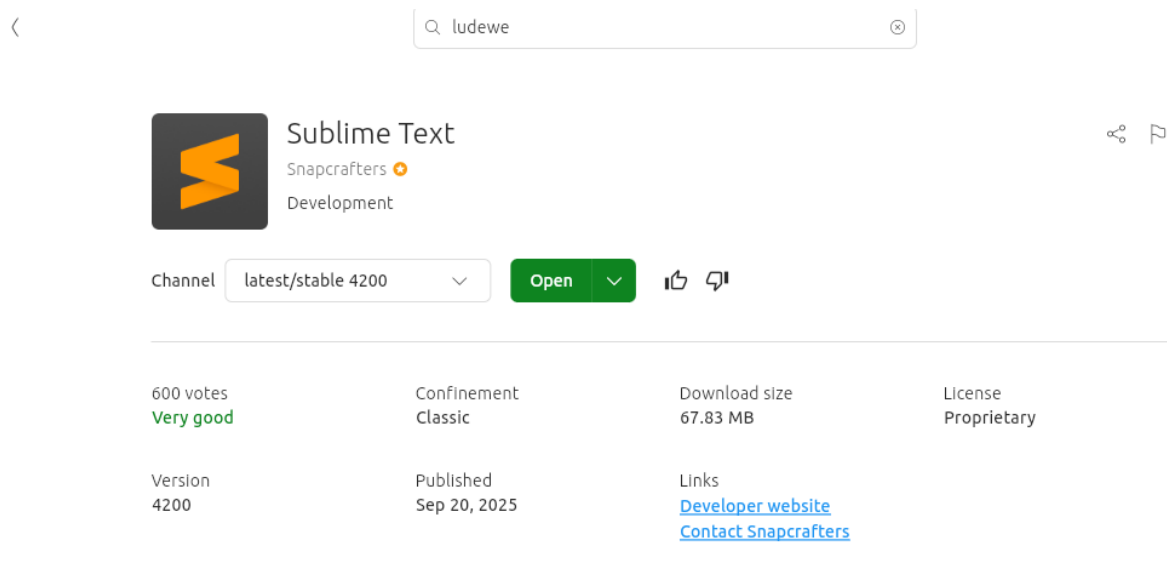 ludewe
Sublime Text
Snapcrafters
Development
Channel latest/stable 4200 Open
600 votes Confinement Download size License
Very good Classic 67.83 MB Proprietary
Version Published Links
4200 Sep 20, 2025 Developer website
Contact Snapcrafters